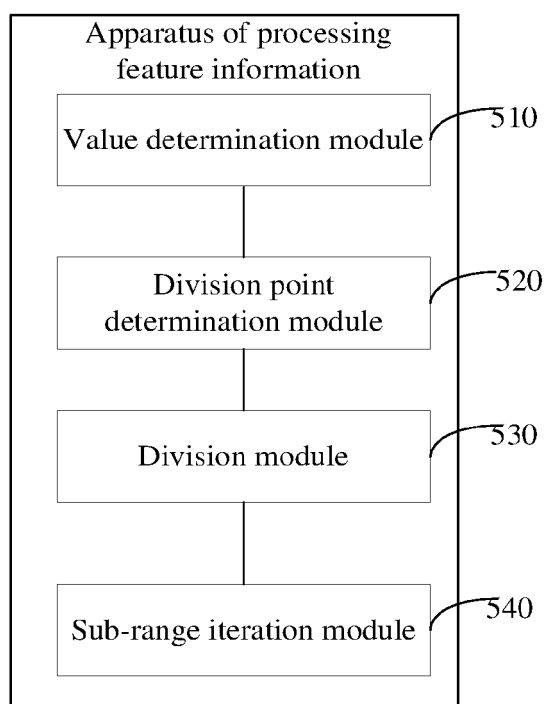 Apparatus of processing
feature information
Value determination module
510
Division point
determination module
520
Division module
530
Sub-range iteration module
540